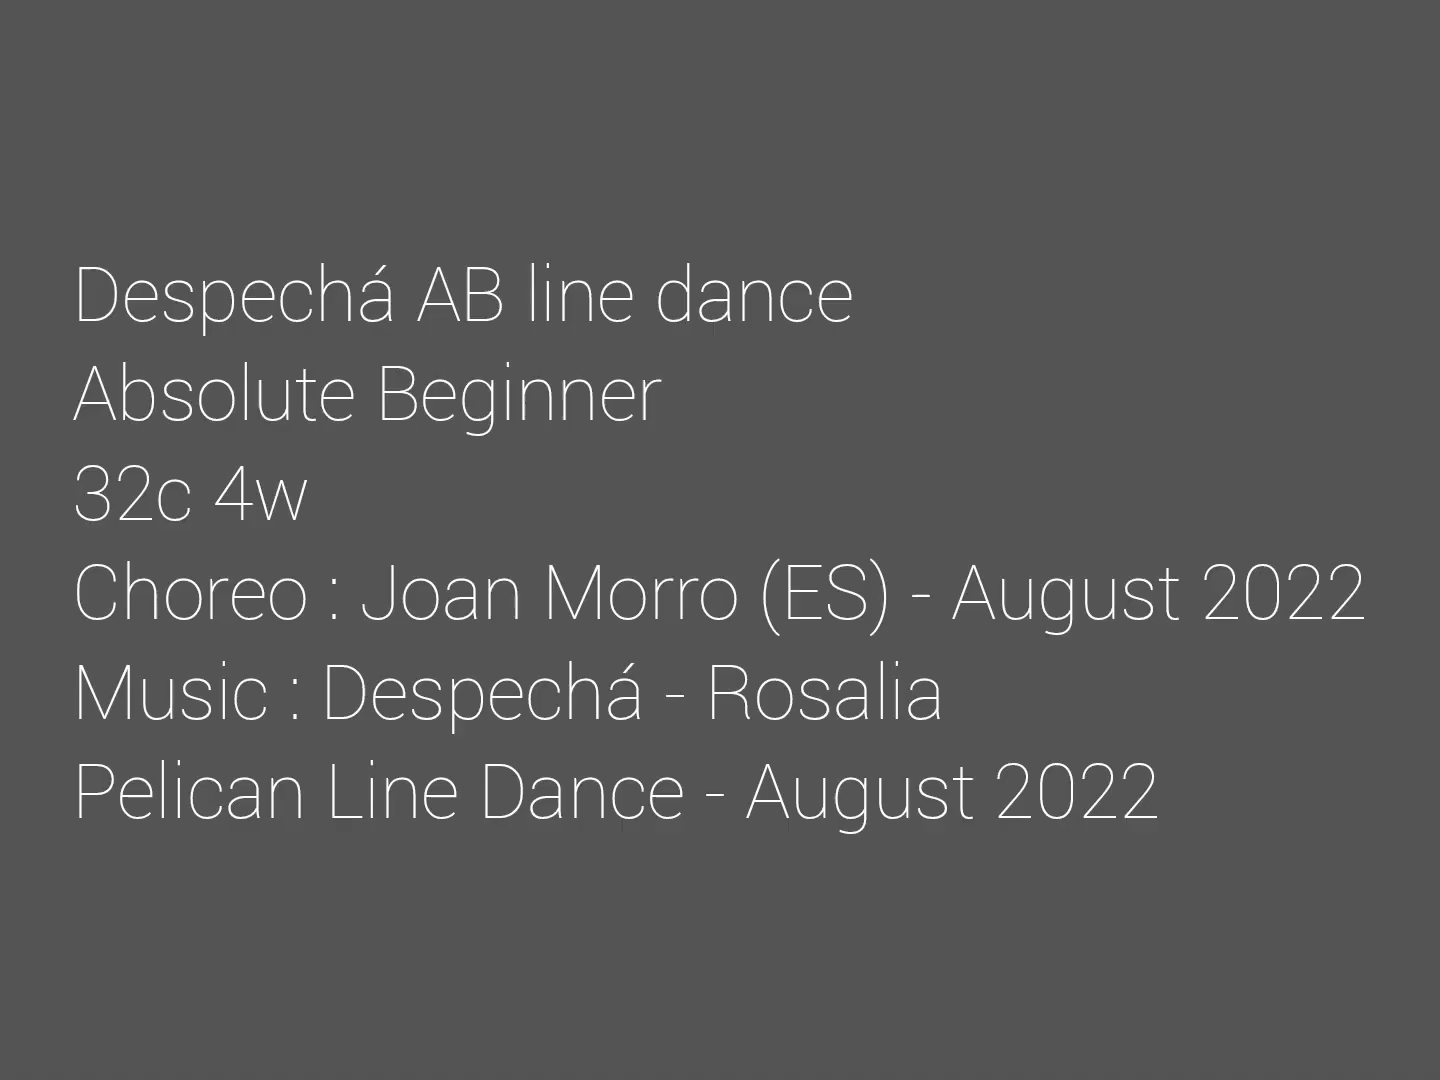 Despechá AB line dance
Absolute Beginner
32c 4w
Choreo : Joan Morro (ES) - August 2022
Music : Despechá - Rosalia
Pelican Line Dance - August 2022